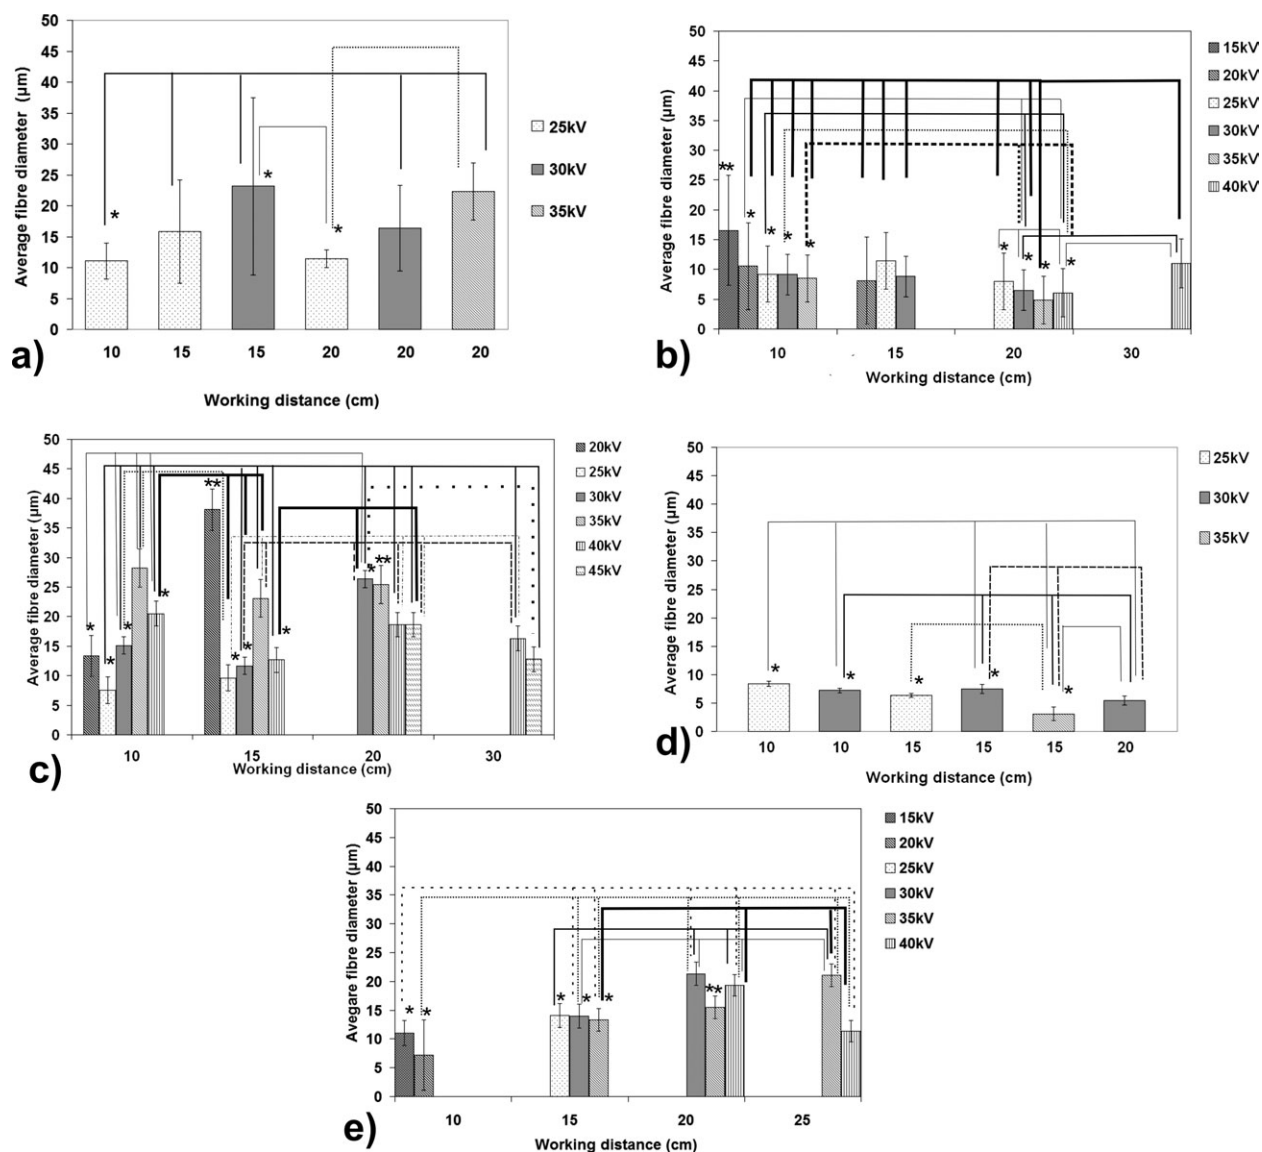 50
45
40
35
30
25
20
15
10
5
0
Average fibre diameter (µm)
*
*
*
25kV
30kV
35kV
10 15 15 20 20 20
Working distance (cm)
a)
50
45
40
35
30
25
20
15
10
5
0
Average fibre diameter (µm)
**
*
*
*
*
*
*
*
*
15kV
20kV
25kV
30kV
35kV
40kV
10 15 20 30
Working distance (cm)
b)
50
45
40
35
30
25
20
15
10
5
0
Average fibre diameter (µm)
*
*
*
*
**
*
*
*
*
**
20kV
25kV
30kV
35kV
40kV
45kV
10 15 20 30
Working distance (cm)
c)
50
45
40
35
30
25
20
15
10
5
0
Average fibre diameter (µm)
*
*
*
*
*
25kV
30kV
35kV
10 10 15 15 15 20
Working distance (cm)
d)
50
45
40
35
30
25
20
15
10
5
0
Avegare fibre diameter (µm)
*
*
*
*
*
**
15kV
20kV
25kV
30kV
35kV
40kV
10 15 20 25
Working distance (cm)
e)